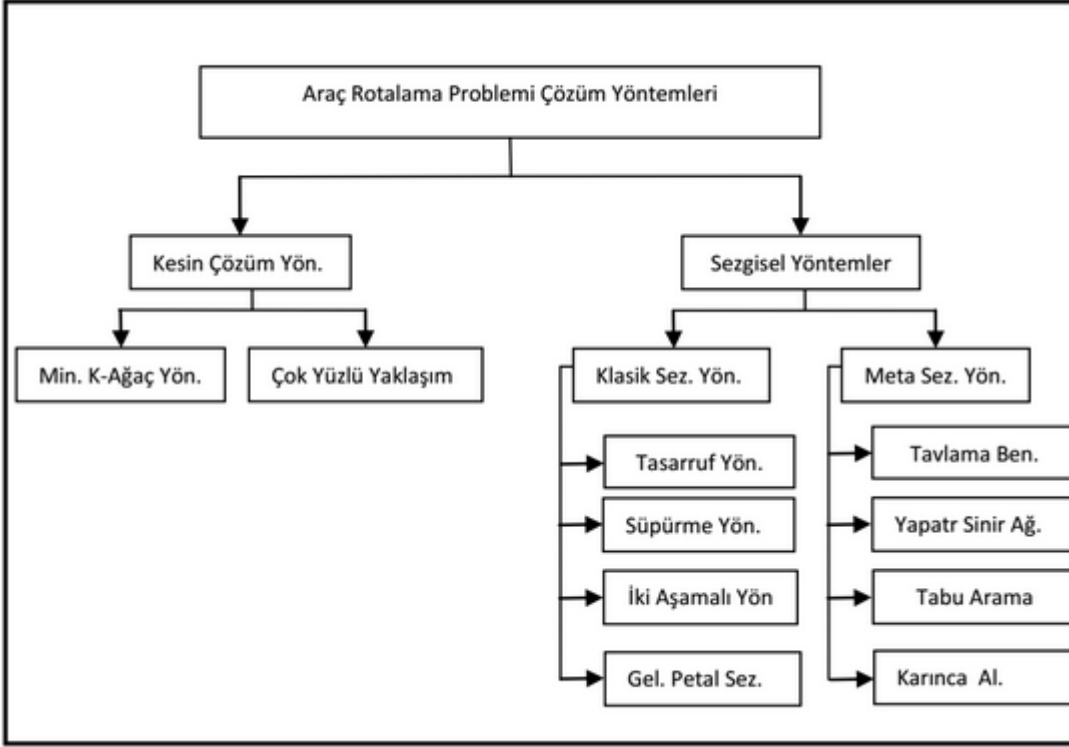 Araç Rotalama Problemi Çözüm Yöntemleri
Kesin Çözüm Yön.
Sezgisel Yöntemler
Min. K-Ağaç Yön.
Çok Yüzlü Yaklaşım
Klasik Sez. Yön.
Meta Sez. Yön.
Tasarruf Yön.
Süpürme Yön.
İki Aşamalı Yön
Gel. Petal Sez.
Tavlama Ben.
Yapatr Sinir Ağ.
Tabu Arama
Karınca Al.